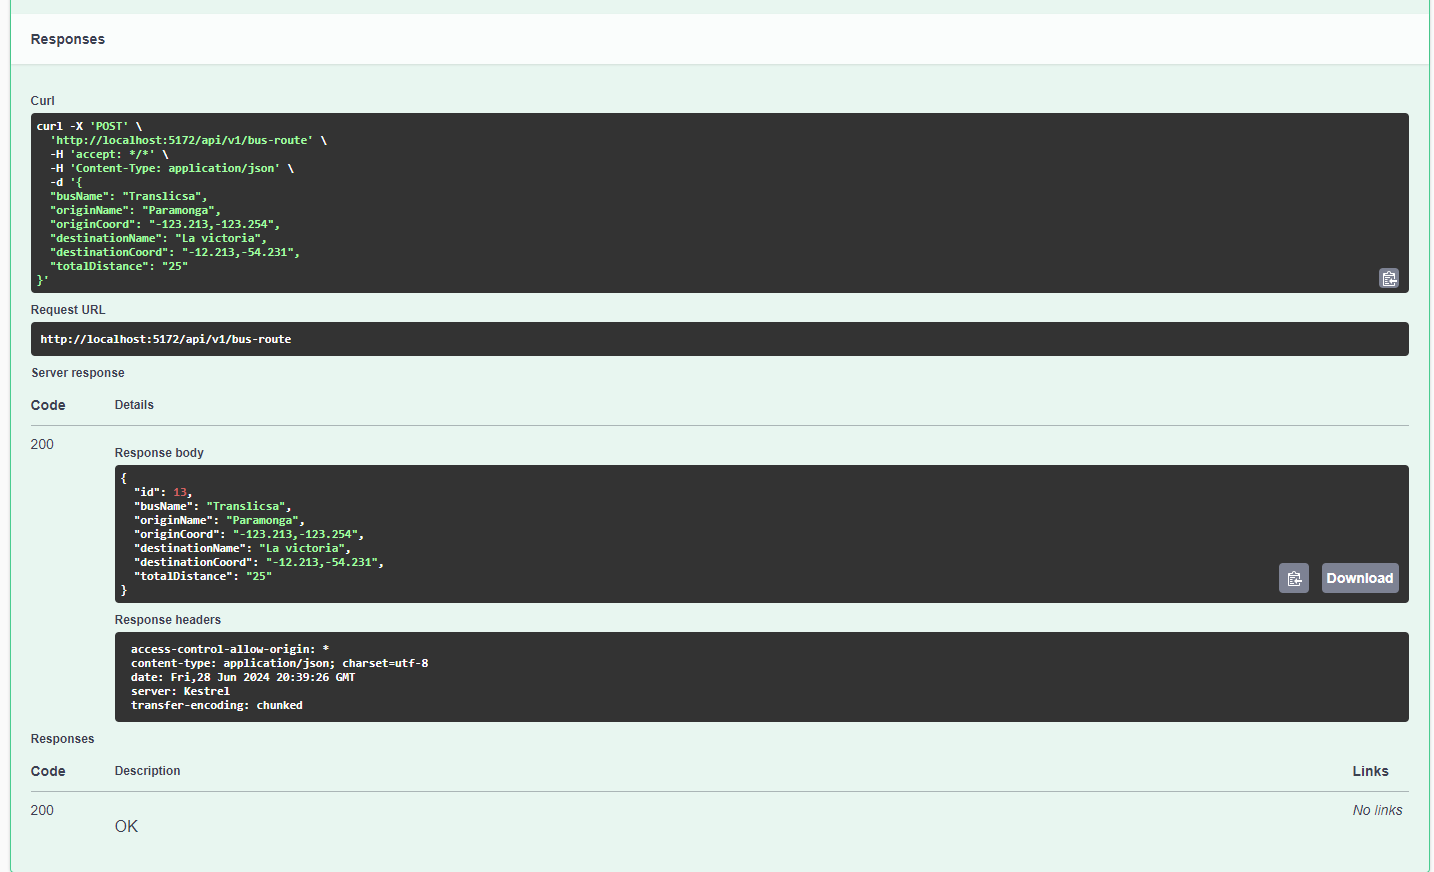 Responses
Curl
curl -X 'POST' \
  'http://localhost:5172/api/v1/bus-route' \
  -H 'accept: */*' \
  -H 'Content-Type: application/json' \
  -d '{
  "busName": "Translicsa",
  "originName": "Paramonga",
  "originCoord": "-123.213,-123.254",
  "destinationName": "La victoria",
  "destinationCoord": "-12.213,-54.231",
  "totalDistance": "25"
}'
Request URL
http://localhost:5172/api/v1/bus-route
Server response
Code Details
200
Response body
{
  "id": 13,
  "busName": "Translicsa",
  "originName": "Paramonga",
  "originCoord": "-123.213,-123.254",
  "destinationName": "La victoria",
  "destinationCoord": "-12.213,-54.231",
  "totalDistance": "25"
}
Download
Response headers
access-control-allow-origin: *
content-type: application/json; charset=utf-8
date: Fri,28 Jun 2024 20:39:26 GMT
server: Kestrel
transfer-encoding: chunked
Responses
Code Description Links
200 No links
OK